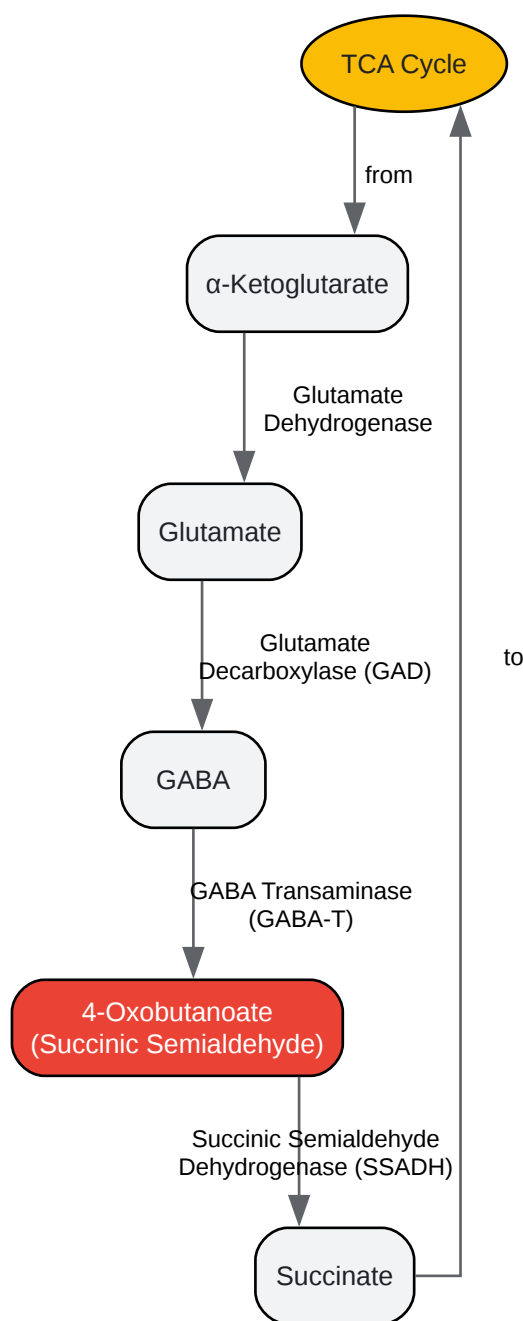 TCA Cycle
from
α-Ketoglutarate
Glutamate
Dehydrogenase
Glutamate
Glutamate
Decarboxylase (GAD)
to
GABA
GABA Transaminase
(GABA-T)
4-Oxobutanoate
(Succinic Semialdehyde)
Succinic Semialdehyde
Dehydrogenase (SSADH)
Succinate